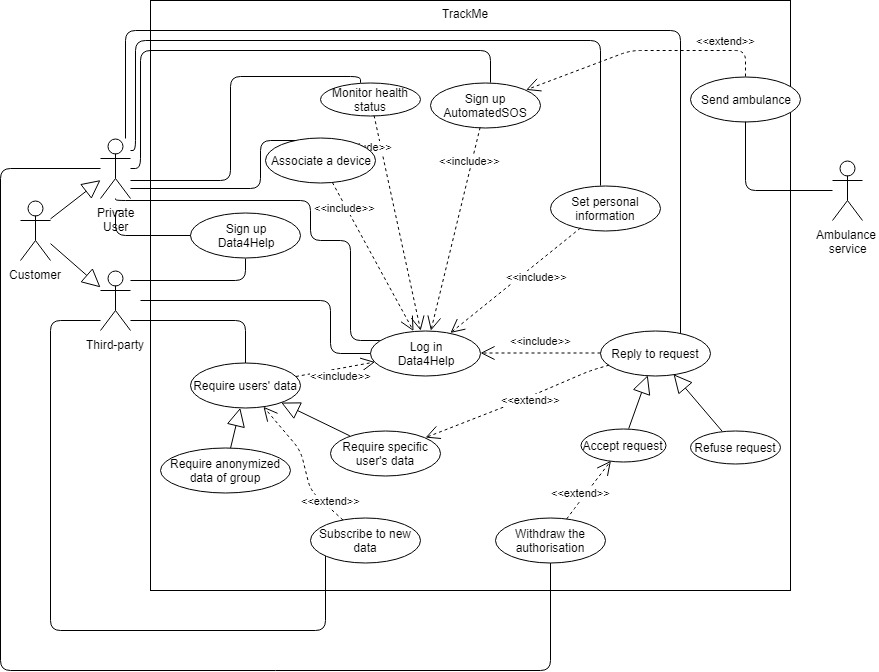 TrackMe
<<extend>>
Monitor health
status
Sign up
AutomatedSOS
Send ambulance
Associate a device
de>>
<<include>>
<<include>>
Set personal
information
Private
User
Sign up
Data4Help
Ambulance
service
Customer
<<include>>
Third-party
Log in
Data4Help
<<include>>
Reply to request
Require users' data
<<include>>
<<extend>>
Require specific
user's data
Accept request
Refuse request
Require anonymized
data of group
<<extend>>
<<extend>>
Subscribe to new
data
Withdraw the
authorisation